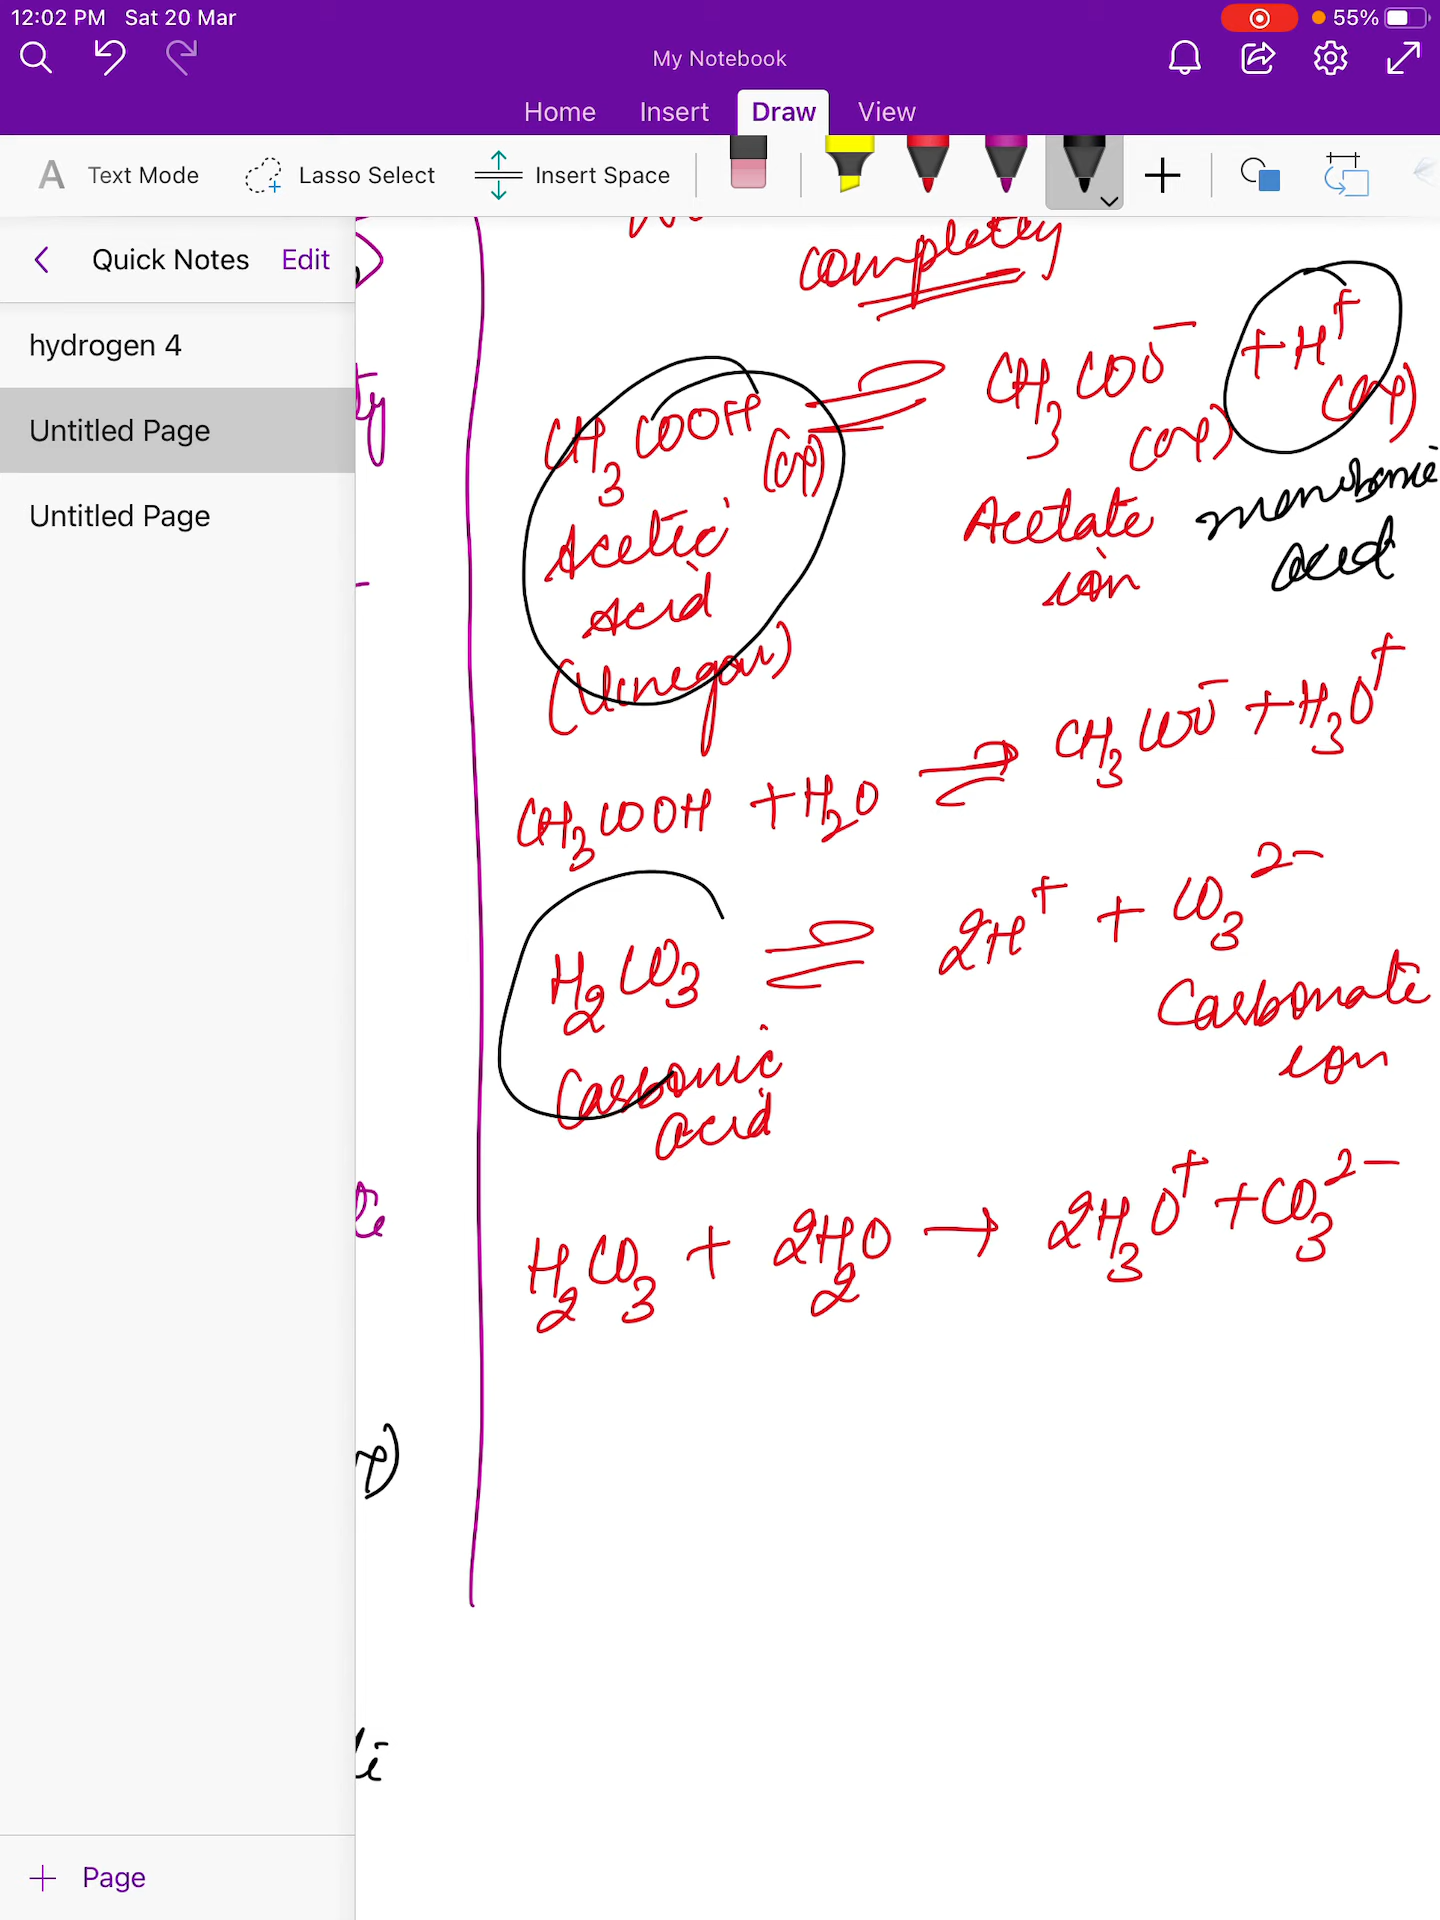 12:02 PM Sat 20 Mar
55%
My Notebook
Home Insert Draw View
A Text Mode Lasso Select Insert Space
Quick Notes Edit
hydrogen 4
Untitled Page
Untitled Page
Page
completly
CH₃COOH (aq) ⇌ CH₃COO⁻ (aq) + H⁺ (aq)
Acetic Acid (Vinegar)
Acetate ion
monobasic acid
CH₃COOH + H₂O ⇌ CH₃COO⁻ + H₃O⁺
H₂CO₃ ⇌ 2H⁺ + CO₃²⁻
Carbonic acid
Carbonate ion
H₂CO₃ + 2H₂O → 2H₃O⁺ + CO₃²⁻